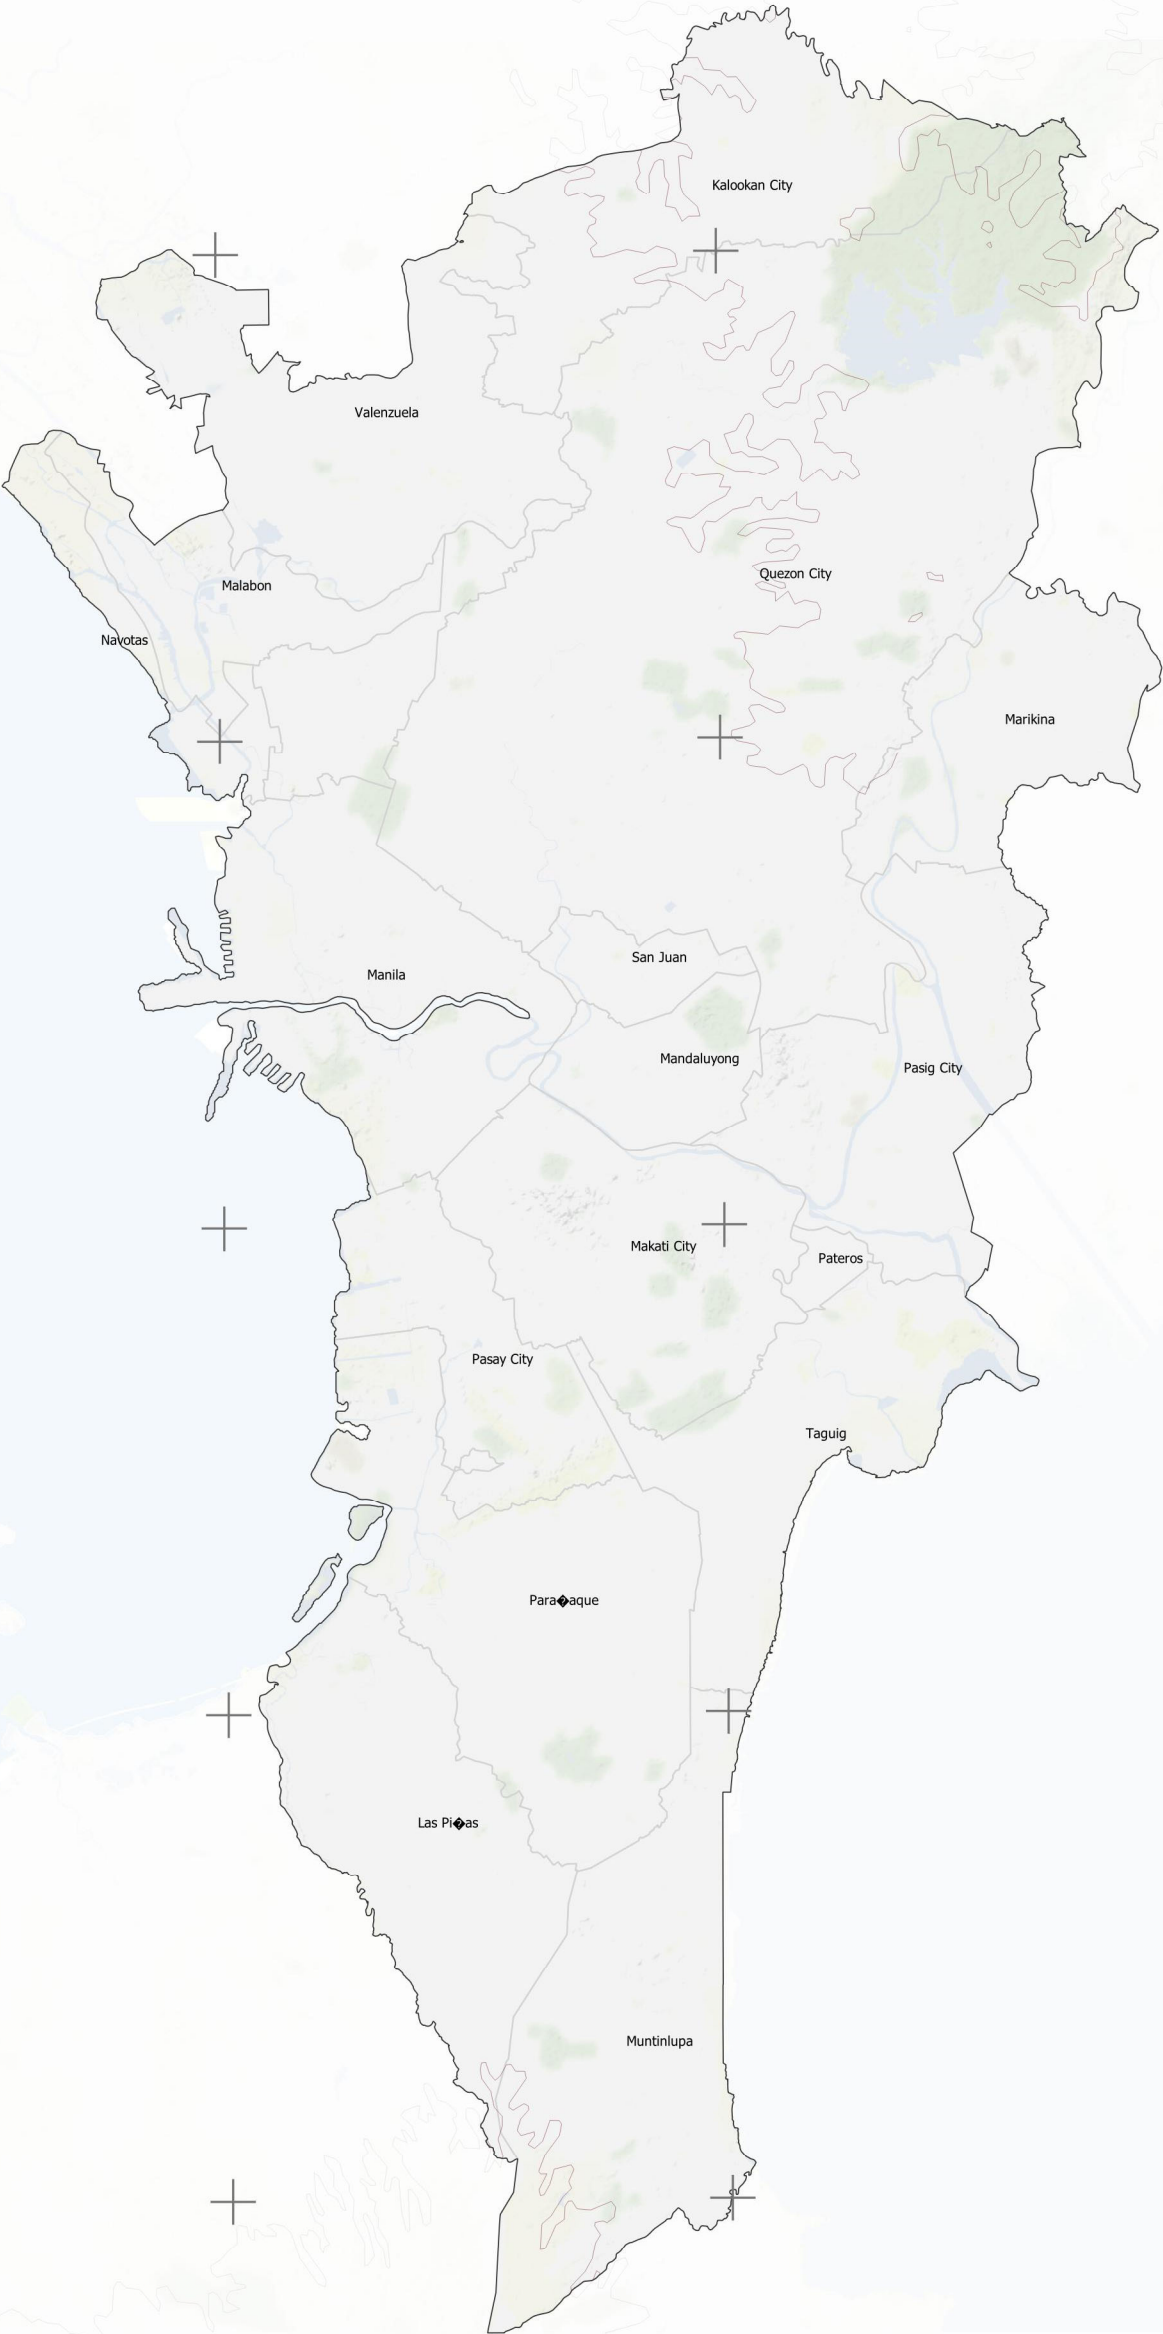 Kalookan City
Valenzuela
Quezon City
Malabon
Navotas
Marikina
San Juan
Manila
Mandaluyong
Pasig City
Makati City
Pateros
Pasay City
Taguig
Para�aque
Las Pi�as
Muntinlupa